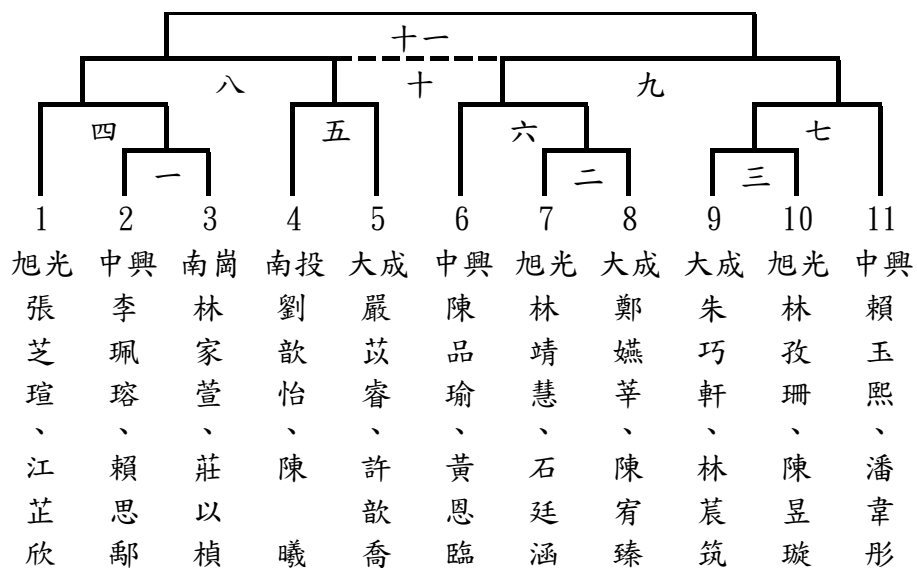 十一
八 十 九
四 五 六 七
一 二 三
1 2 3 4 5 6 7 8 9 10 11
旭光 中興 南崗 南投 大成 中興 旭光 大成 大成 旭光 中興
張芝瑄、江芷欣
李珮瑢、賴思鄅
林家萱、莊以楨
劉歆怡、陳曦
嚴苡睿、許歆喬
陳品瑜、黃恩臨
林靖慧、石廷涵
鄭嬿莘、陳宥臻
朱巧軒、林莀筑
林孜珊、陳昱璇
賴玉熙、潘韋彤